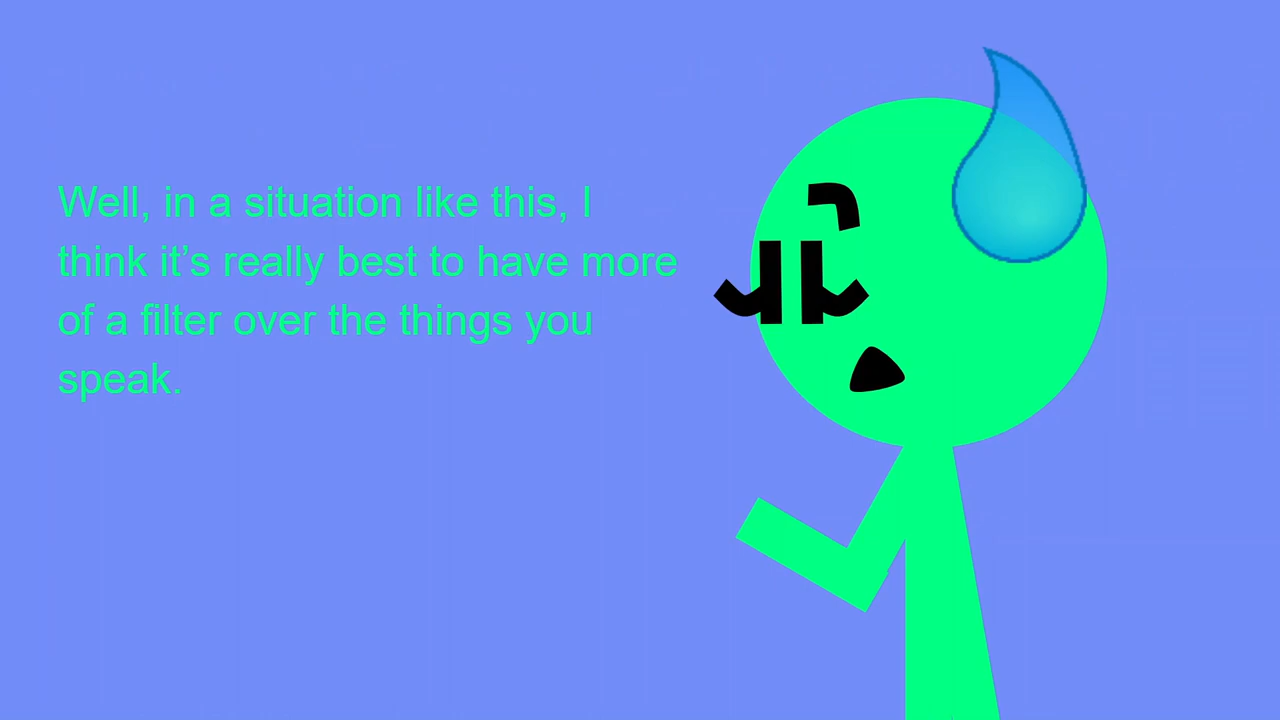 Well, in a situation like this, I
think it’s really best to have more
of a filter over the things you
speak.